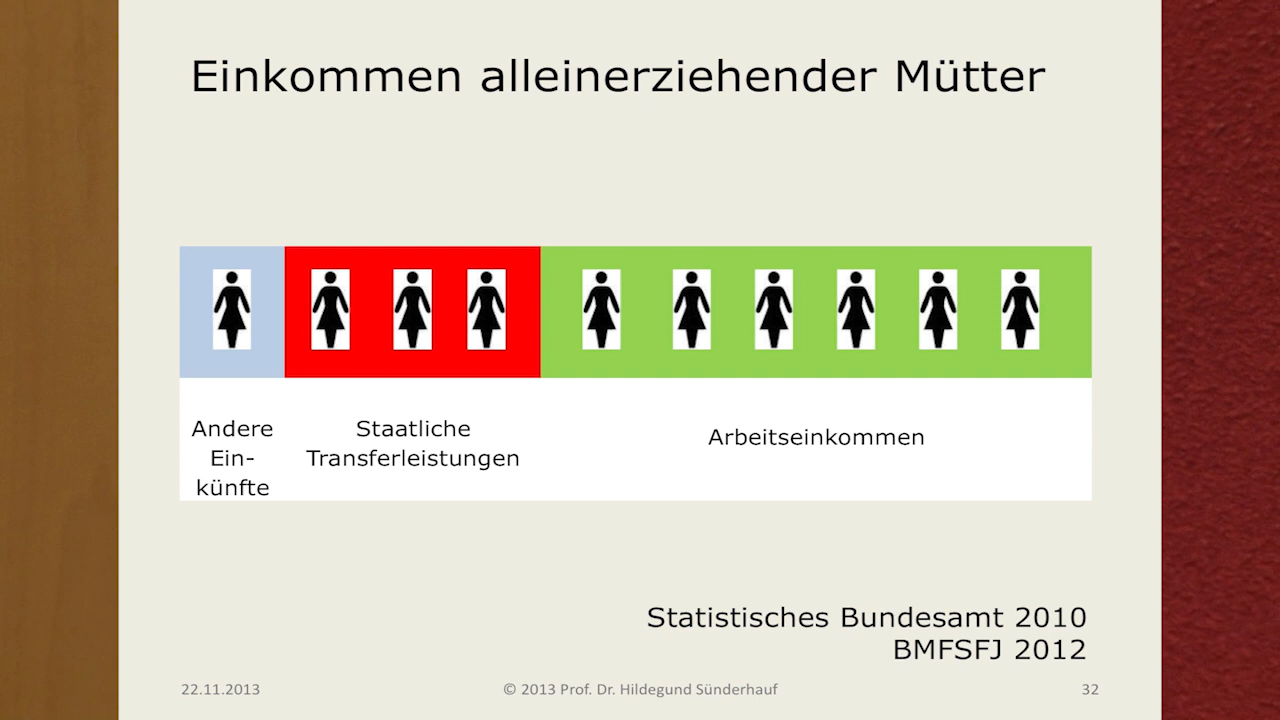 Einkommen alleinerziehender Mütter
Andere
Ein-
künfte
Staatliche
Transferleistungen
Arbeitseinkommen
Statistisches Bundesamt 2010
BMFSFJ 2012
22.11.2013
© 2013 Prof. Dr. Hildegund Sünderhauf
32